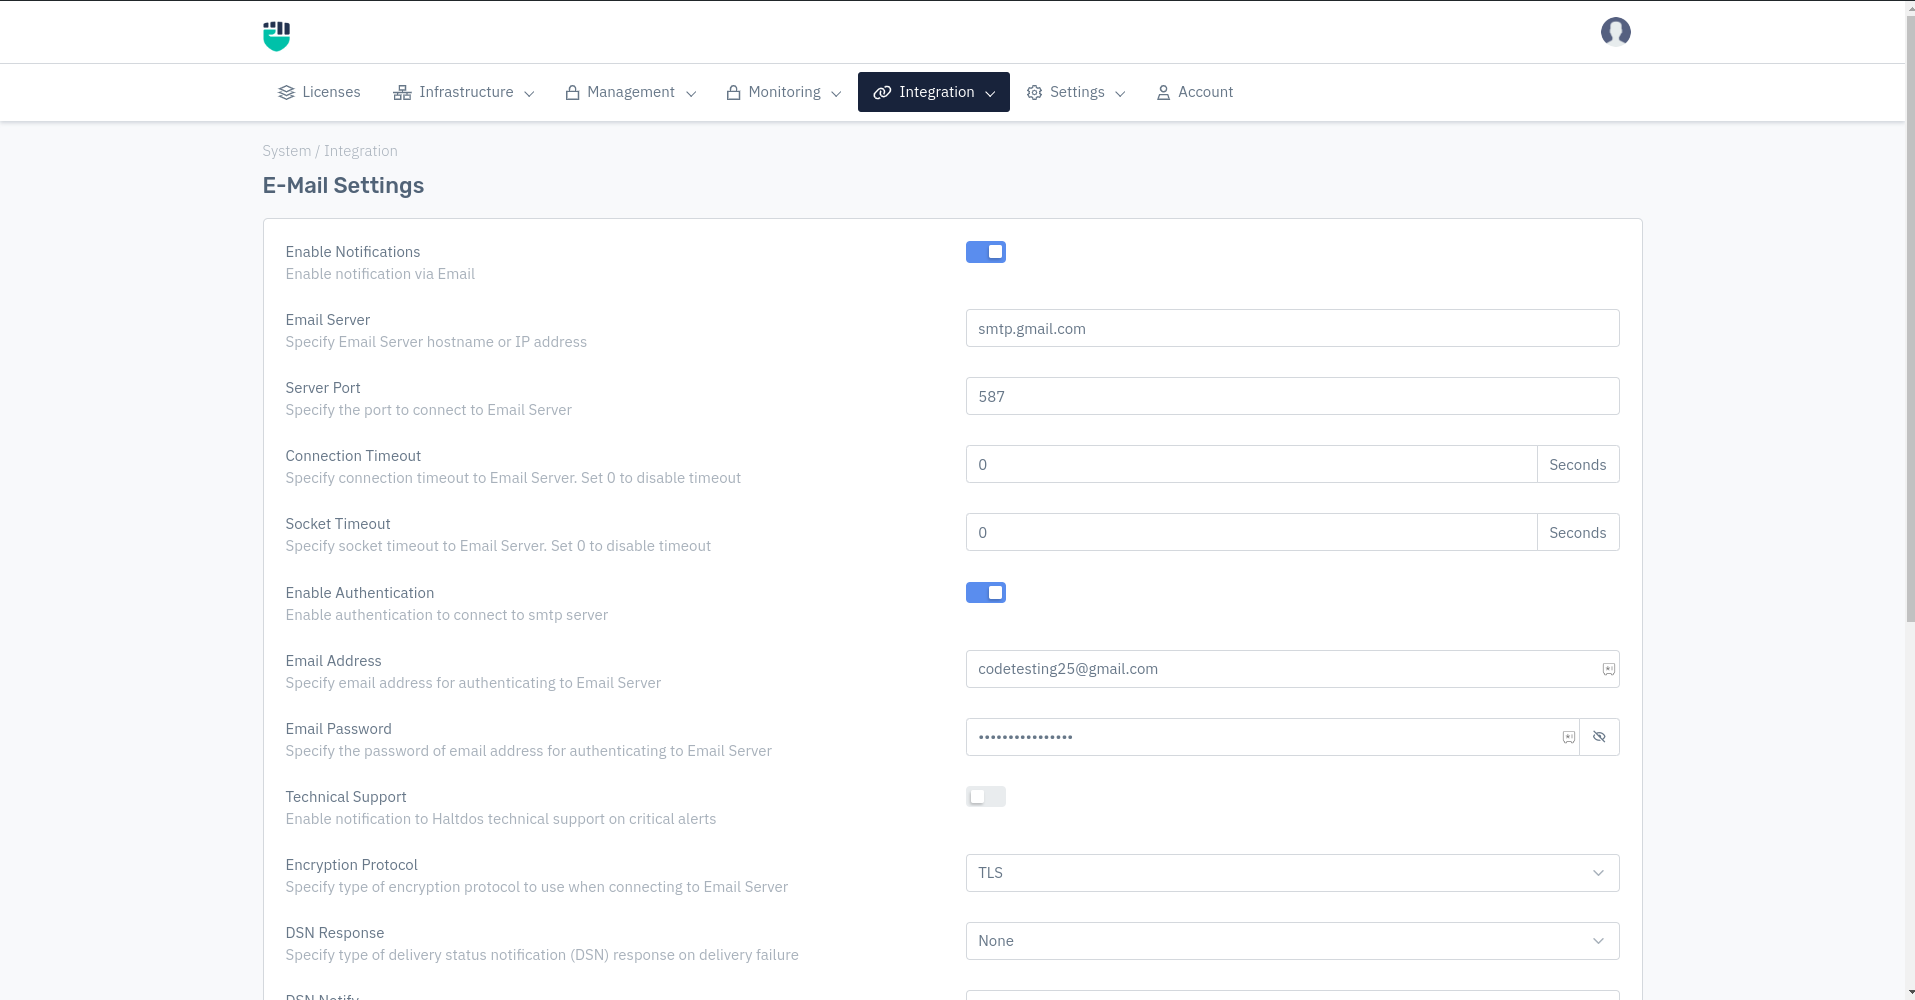 Licenses Infrastructure Management Monitoring Integration Settings Account
System / Integration
E-Mail Settings
Enable Notifications
Enable notification via Email
Email Server
Specify Email Server hostname or IP address
smtp.gmail.com
Server Port
Specify the port to connect to Email Server
587
Connection Timeout
Specify connection timeout to Email Server. Set 0 to disable timeout
0 Seconds
Socket Timeout
Specify socket timeout to Email Server. Set 0 to disable timeout
0 Seconds
Enable Authentication
Enable authentication to connect to smtp server
Email Address
Specify email address for authenticating to Email Server
codetesting25@gmail.com
Email Password
Specify the password of email address for authenticating to Email Server
••••••••••••••••
Technical Support
Enable notification to Haltdos technical support on critical alerts
Encryption Protocol
Specify type of encryption protocol to use when connecting to Email Server
TLS
DSN Response
Specify type of delivery status notification (DSN) response on delivery failure
None
DSN Notify